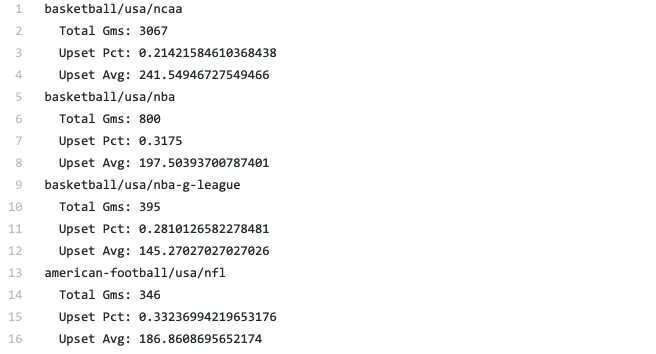 1 basketball/usa/ncaa
2 Total Gms: 3067
3 Upset Pct: 0.21421584610368438
4 Upset Avg: 241.54946727549466
5 basketball/usa/nba
6 Total Gms: 800
7 Upset Pct: 0.3175
8 Upset Avg: 197.50393700787401
9 basketball/usa/nba-g-league
10 Total Gms: 395
11 Upset Pct: 0.2810126582278481
12 Upset Avg: 145.27027027027026
13 american-football/usa/nfl
14 Total Gms: 346
15 Upset Pct: 0.33236994219653176
16 Upset Avg: 186.8608695652174